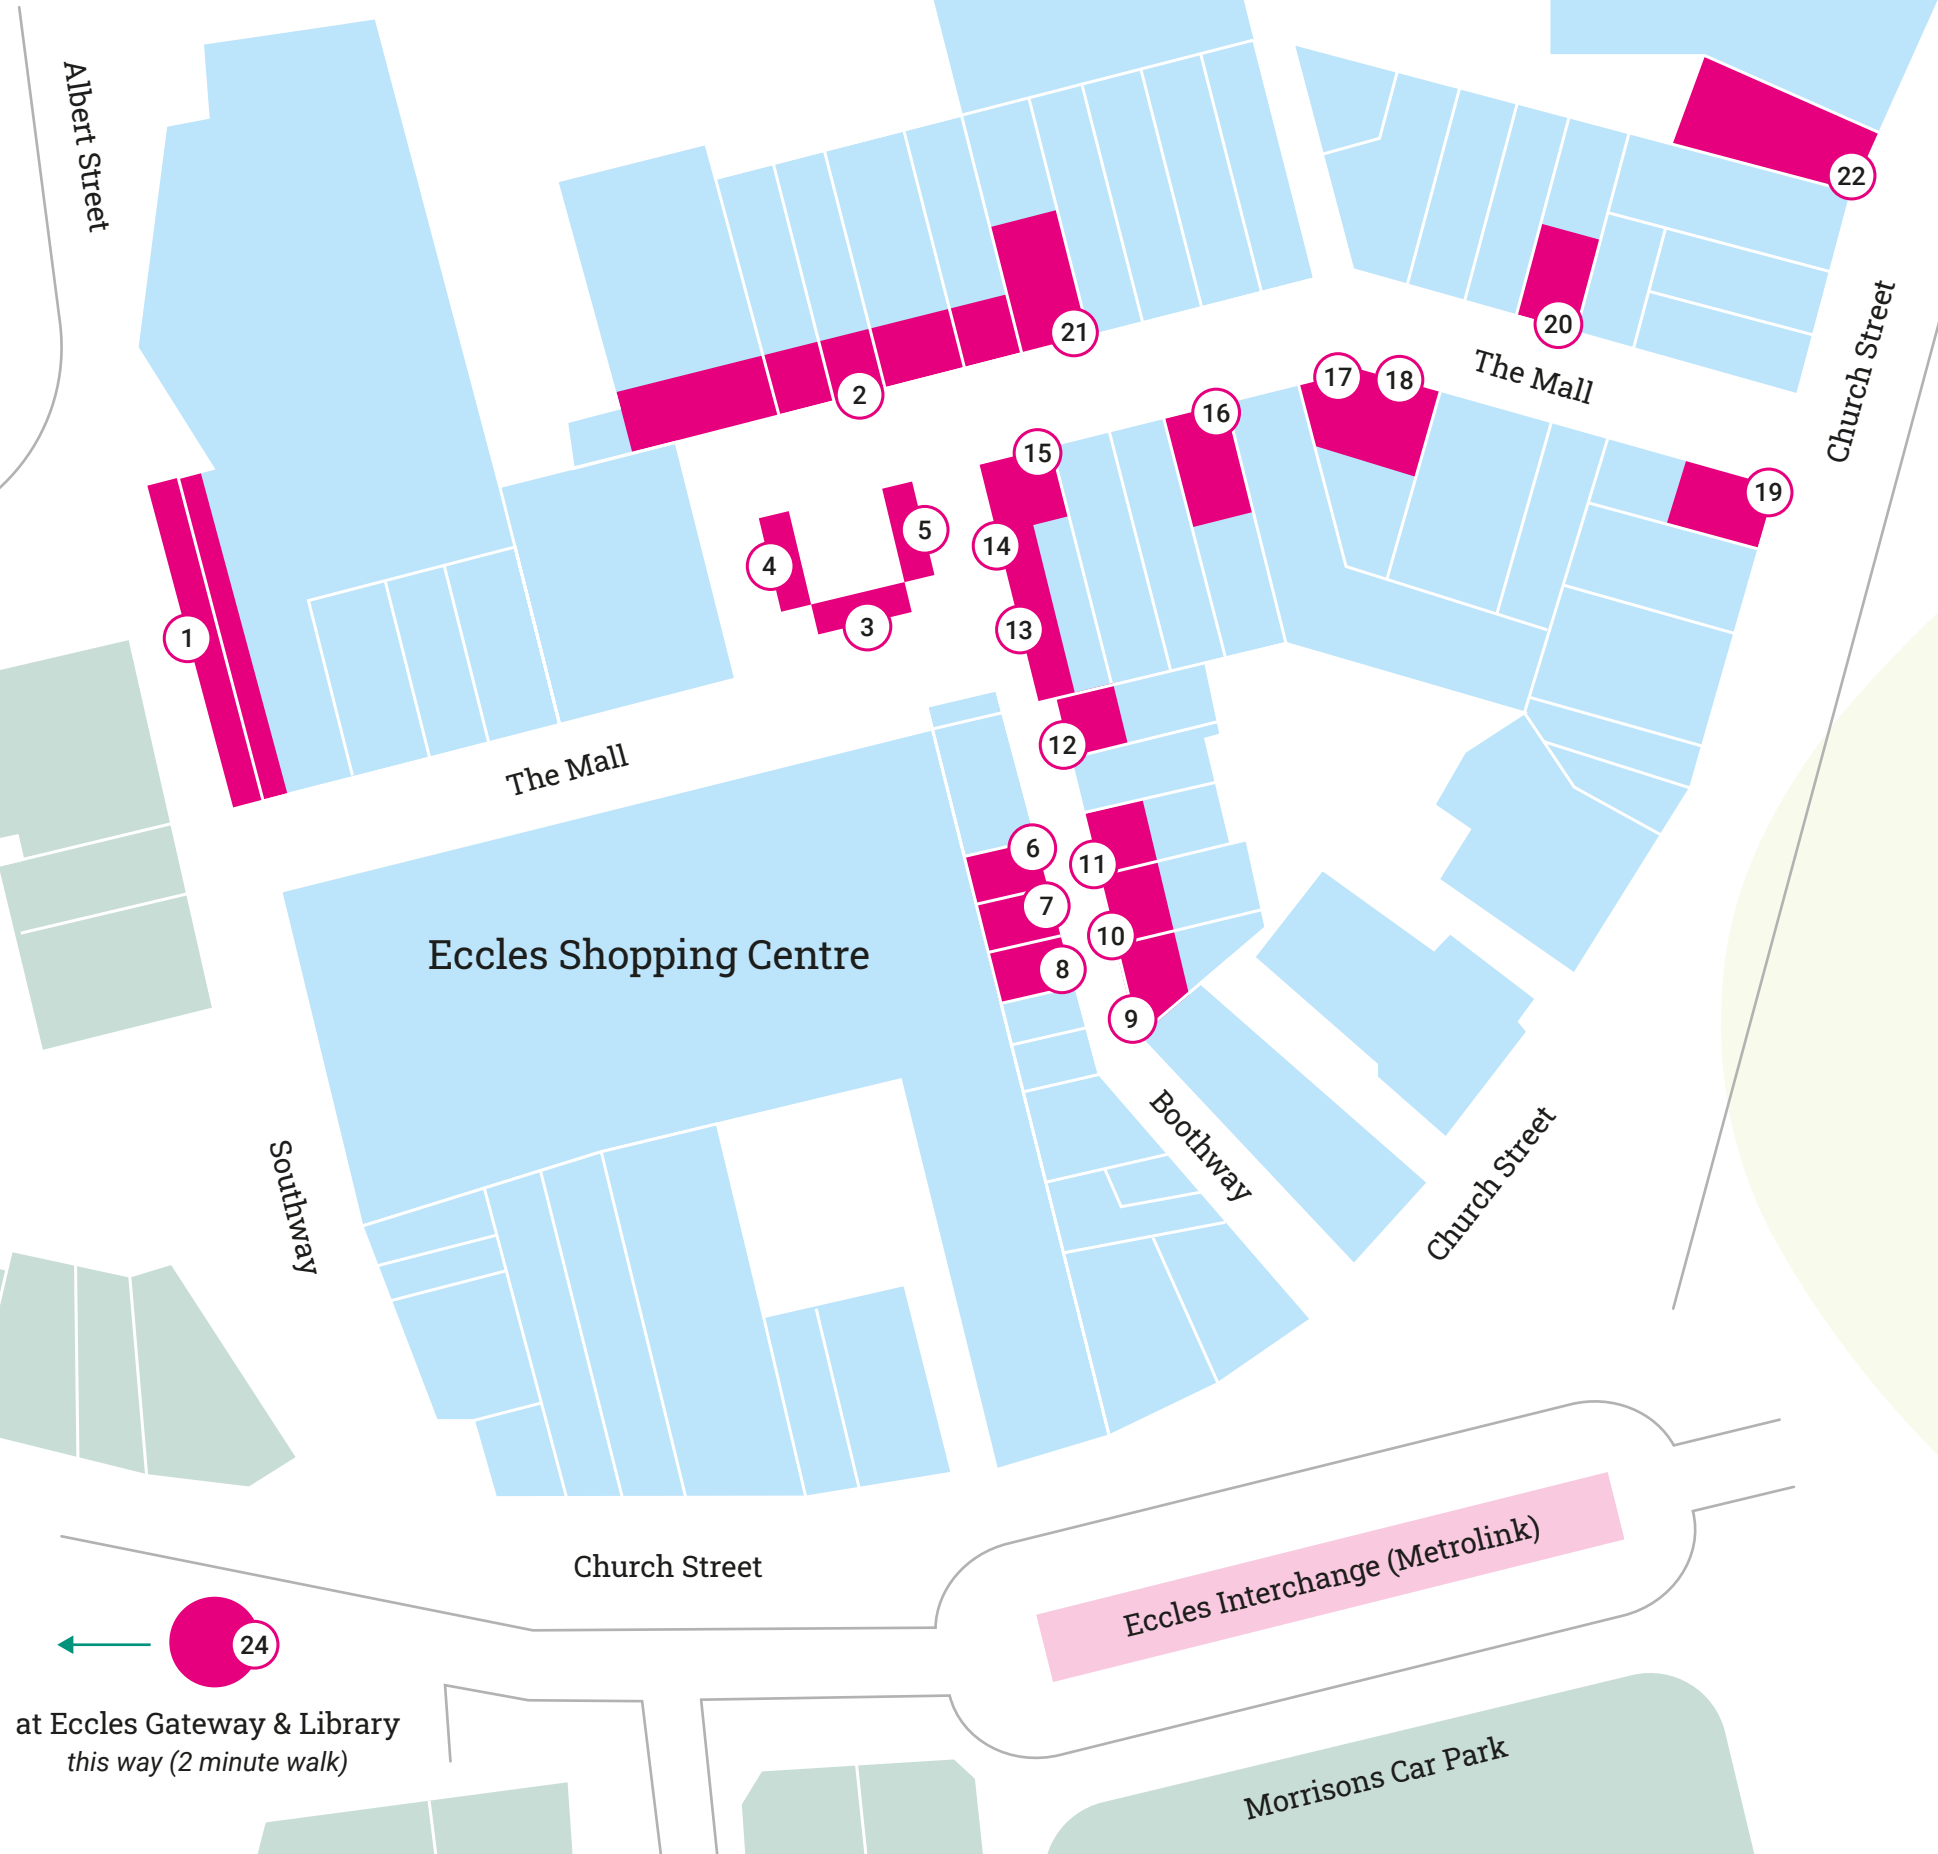 Albert Street
22
21
20
2
The Mall
Church Street
17
18
16
15
19
5
14
4
3
13
1
12
The Mall
6
11
7
10
Eccles Shopping Centre
8
9
Boothway
Southway
Church Street
Eccles Interchange (Metrolink)
Church Street
24
at Eccles Gateway & Library
this way (2 minute walk)
Morrisons Car Park